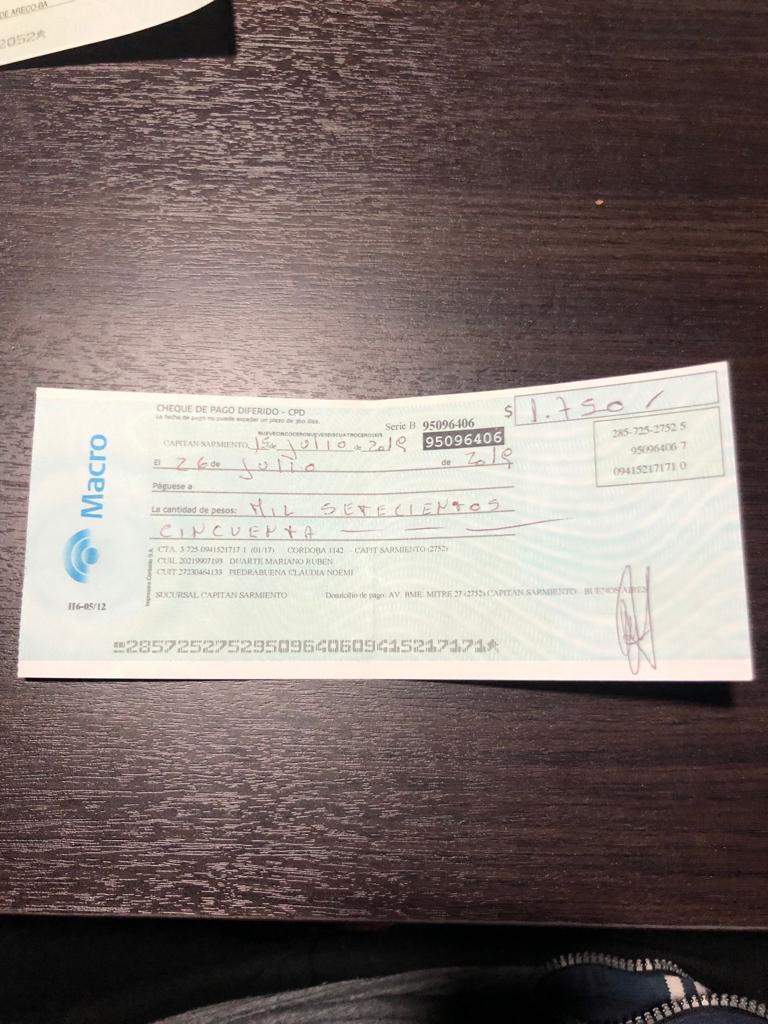 DE ARECO-BA
2052
CHEQUE DE PAGO DIFERIDO - CPD
La fecha de pago no puede exceder un plazo de 360 días.
Serie B 95096406
$ 1.750/
NUEVECINCOCERONUEVESEISCUATROCEROSEIS
CAPITAN SARMIENTO, 15 de Julio de 2019
95096406
285-725-2752 5
95096406 7
09415217171 0
El 26 de Julio de 2019
Páguese a
La cantidad de pesos: MIL SETECIENTOS
CINCUENTA
Macro
CTA. 3 725 0941521717 1 (01/17) CORDOBA 1142 - CAPIT SARMIENTO (2752)
CUIL 20219907193 DUARTE MARIANO RUBEN
CUIT 27230464133 PIEDRABUENA CLAUDIA NOEMI
SUCURSAL CAPITAN SARMIENTO Domicilio de pago: AV. BME. MITRE 27 (2752) CAPITAN SARMIENTO - BUENOS AIRES
116-05/12
28572527529509640609415217171